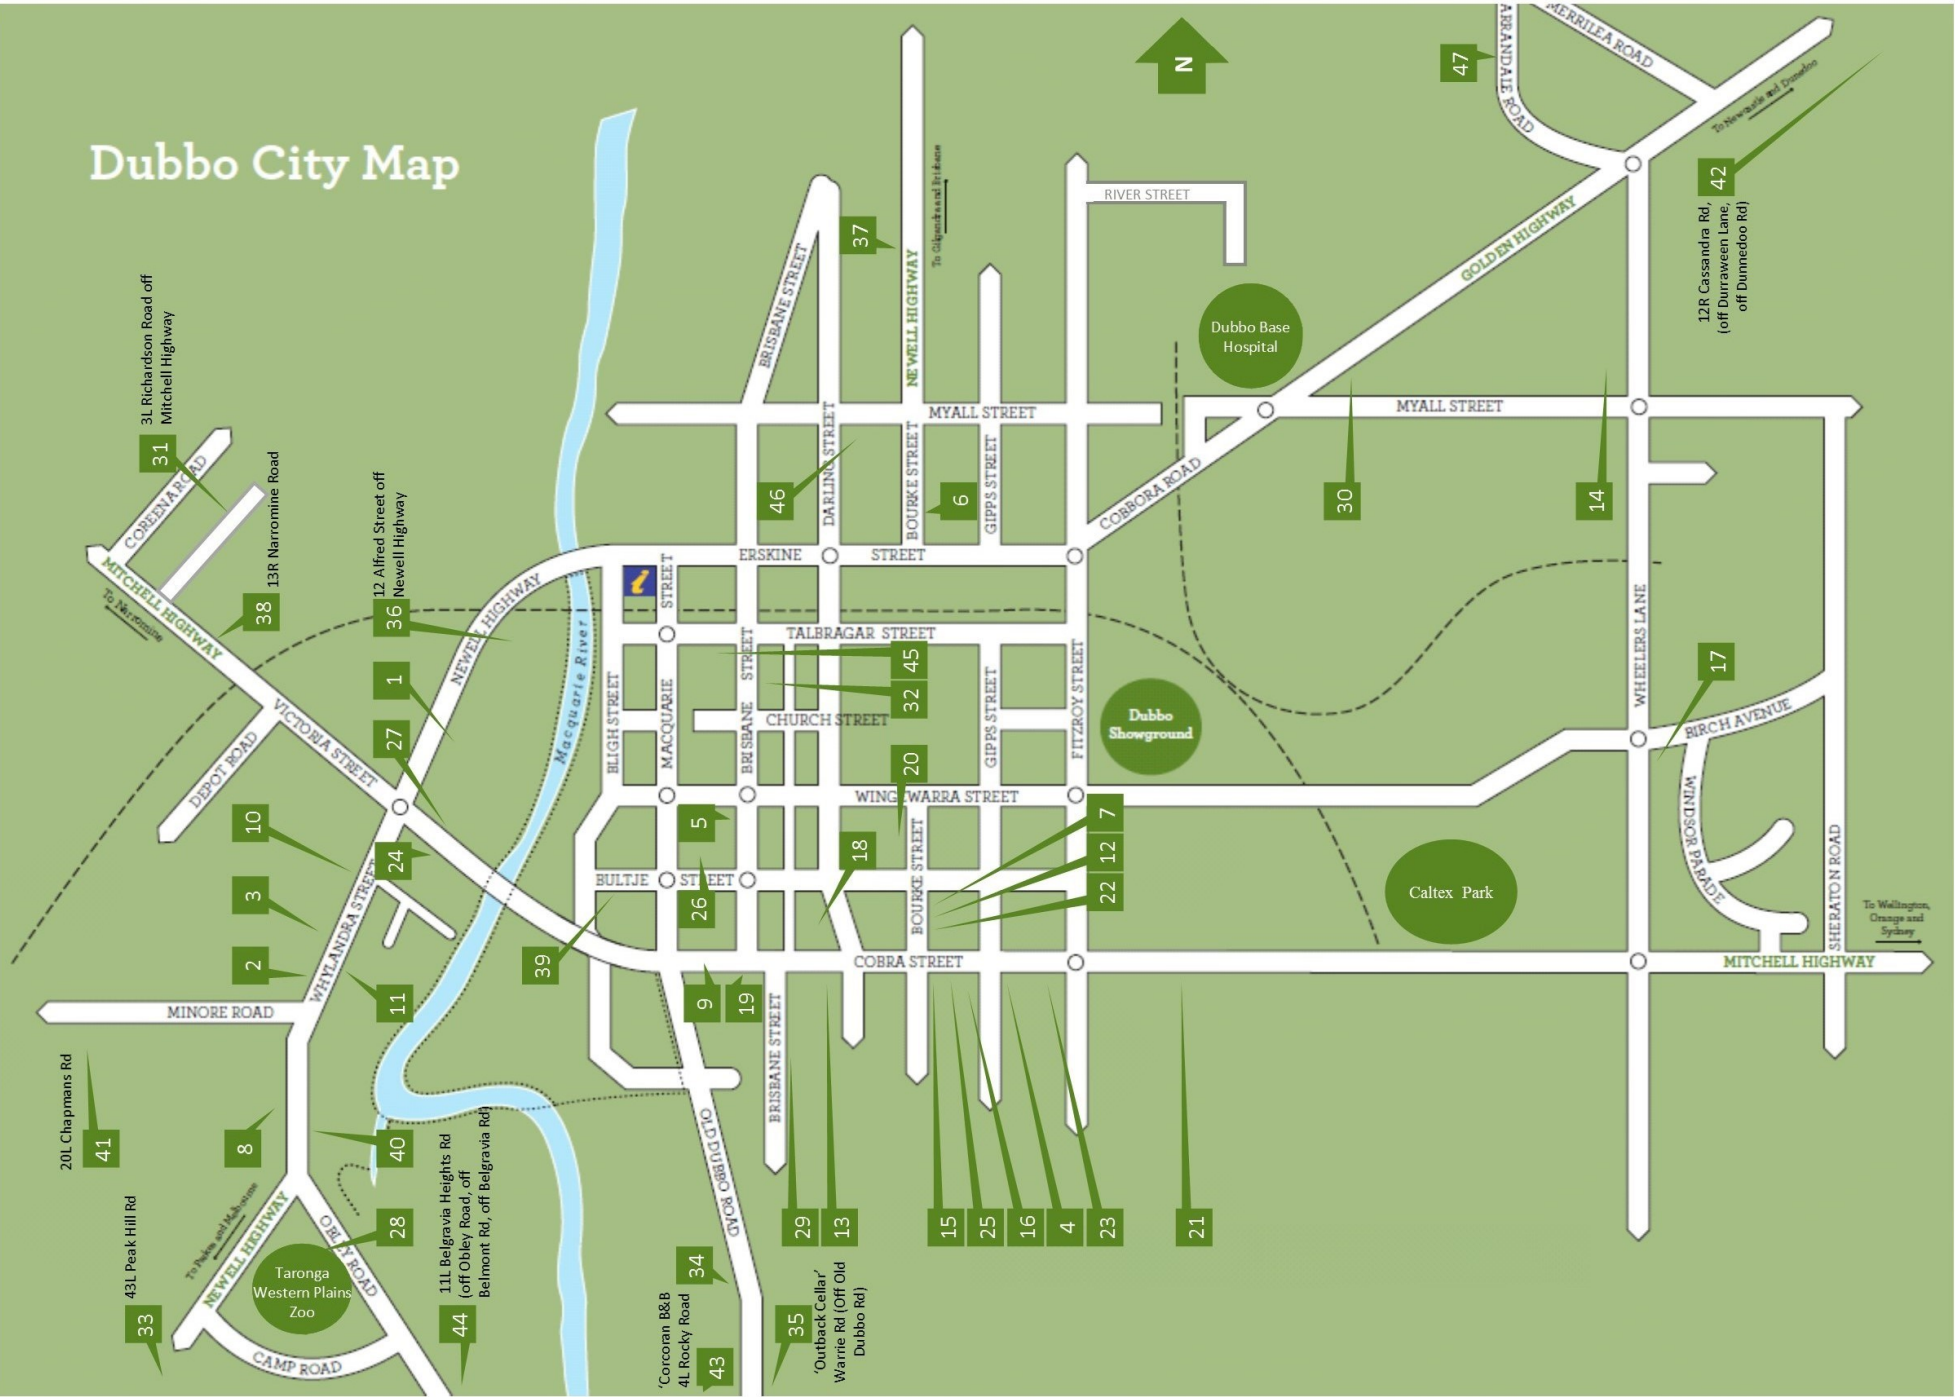 Dubbo City Map
N
47
ARRANDALE ROAD
MERRILEA ROAD
To Newcastle and Dunedoo
42
12R Cassandra Rd,
(off Durraween Lane,
off Dunnedoo Rd)
GOLDEN HIGHWAY
RIVER STREET
37
NEWELL HIGHWAY
To Gilgandra and Brisbane
BRISBANE STREET
Dubbo Base
Hospital
3L Richardson Road off
Mitchell Highway
31
COREENA ROAD
13R Narromine Road
38
MITCHELL HIGHWAY
To Narromine
12 Alfred Street off
Newell Highway
36
NEWELL HIGHWAY
MYALL STREET
MYALL STREET
DARLING STREET
BOURKE STREET
GIPPS STREET
46
6
COBBORA ROAD
30
14
ERSKINE STREET
i
STREET
TALBRAGAR STREET
Macquarie River
BLIGH STREET
MACQUARIE
BRISBANE STREET
45
32
CHURCH STREET
GIPPS STREET
FITZROY STREET
Dubbo
Showground
WHEELERS LANE
17
BIRCH AVENUE
WINDSOR PARADE
SHERATON ROAD
1
27
VICTORIA STREET
DEPOT ROAD
10
24
3
2
WHYLANDRA STREET
11
MINORE ROAD
5
20
WINGEWARRA STREET
18
BULTJE STREET
26
39
BOURKE STREET
7
12
22
Caltex Park
To Wellington,
Orange and
Sydney
COBRA STREET
MITCHELL HIGHWAY
9
19
BRISBANE STREET
OLD DUBBO ROAD
20L Chapmans Rd
41
8
40
11L Belgravia Heights Rd
(off Obley Road, off
Belmont Rd, off Belgravia Rd)
44
43L Peak Hill Rd
33
NEWELL HIGHWAY
OBLEY ROAD
28
Taronga
Western Plains
Zoo
CAMP ROAD
29
13
15
25
16
4
23
21
34
'Corcoran B&B
4L Rocky Road
43
35
'Outback Cellar'
Warrie Rd (Off Old
Dubbo Rd)